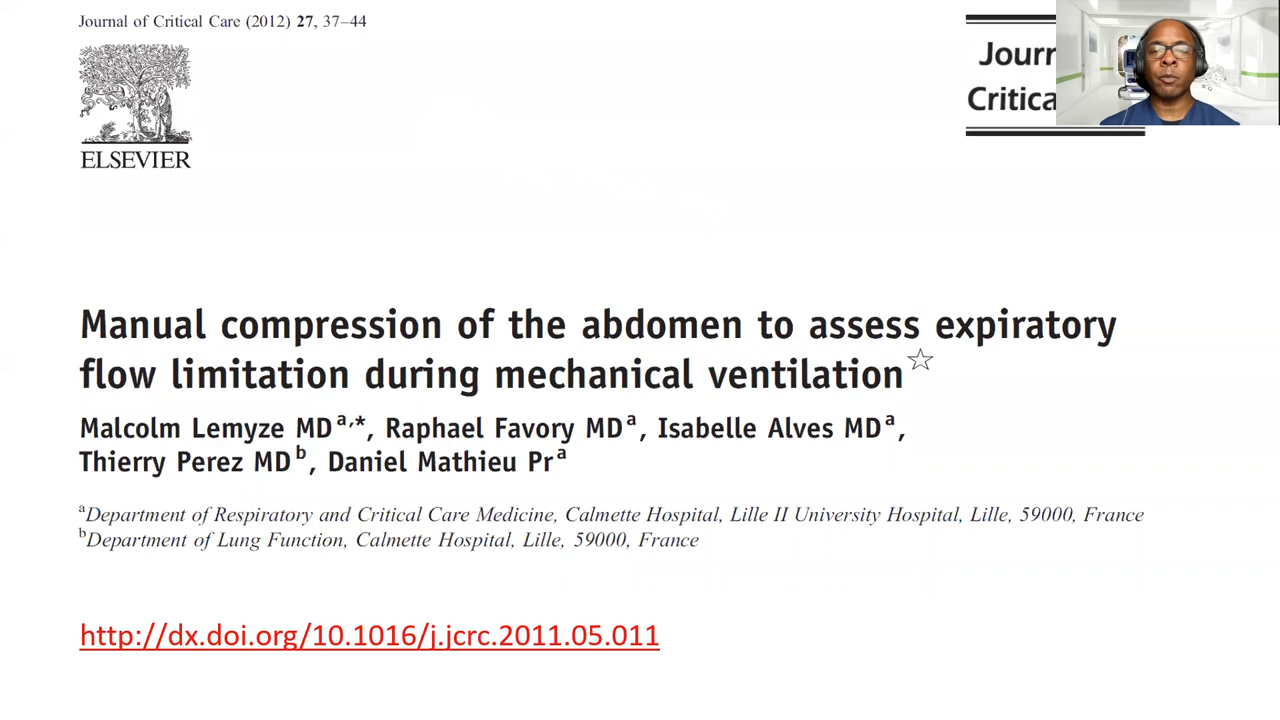 Journal of Critical Care (2012) 27, 37–44
Journ
Critica
ELSEVIER
Manual compression of the abdomen to assess expiratory
flow limitation during mechanical ventilation☆
Malcolm Lemyze MD a,*, Raphael Favory MD a, Isabelle Alves MD a,
Thierry Perez MD b, Daniel Mathieu Pr a
a Department of Respiratory and Critical Care Medicine, Calmette Hospital, Lille II University Hospital, Lille, 59000, France
b Department of Lung Function, Calmette Hospital, Lille, 59000, France
http://dx.doi.org/10.1016/j.jcrc.2011.05.011